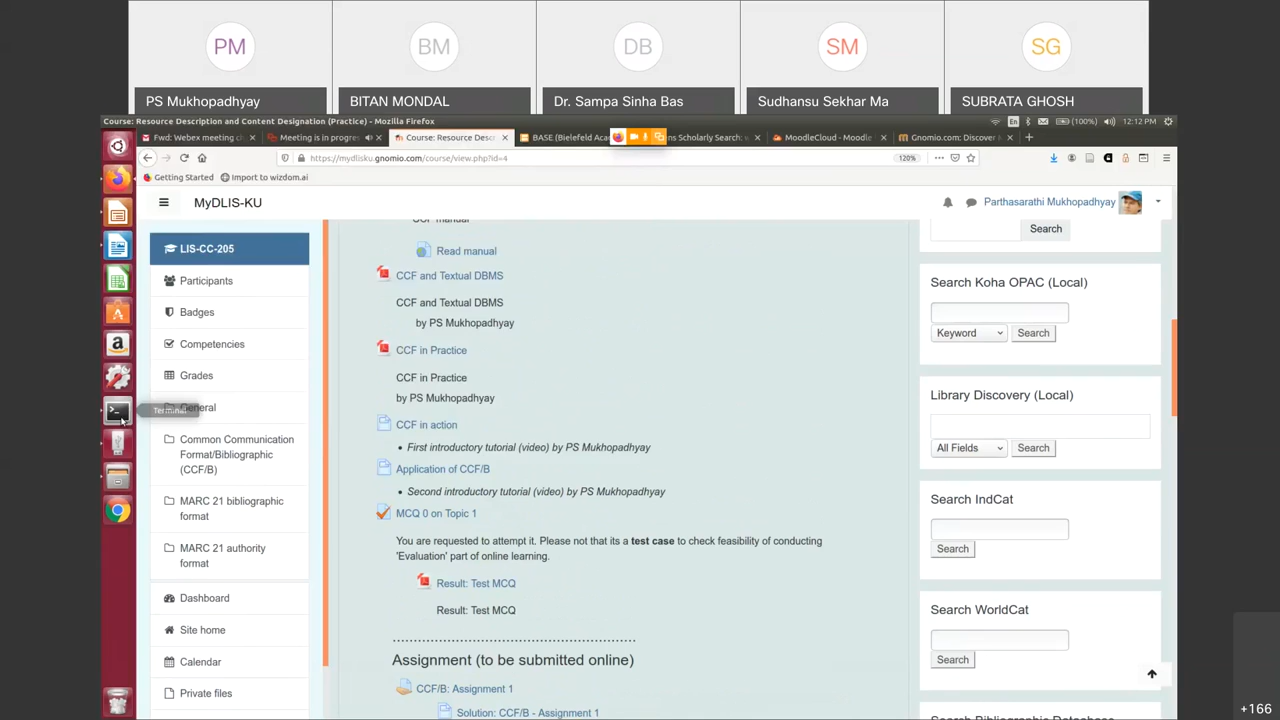 PM
BM
DB
SM
SG
PS Mukhopadhyay
BITAN MONDAL
Dr. Sampa Sinha Bas
Sudhansu Sekhar Ma
SUBRATA GHOSH
Course: Resource Description and Content Designation (Practice) - Mozilla Firefox
En
(100%)
12:12 PM
Fwd: Webex meeting c
Meeting is in progres
Course: Resource Desc
BASE (Bielefeld Aca
ns Scholarly Search:
MoodleCloud - Moodle
Gnomio.com: Discover
https://mydlisku.gnomio.com/course/view.php?id=4
120%
Getting Started
Import to wizdom.ai
MyDLIS-KU
Parthasarathi Mukhopadhyay
LIS-CC-205
Participants
Badges
Competencies
Grades
General
Terminal
Common Communication
Format/Bibliographic
(CCF/B)
MARC 21 bibliographic
format
MARC 21 authority
format
Dashboard
Site home
Calendar
Private files
CCF manual
Read manual
CCF and Textual DBMS
CCF and Textual DBMS
by PS Mukhopadhyay
CCF in Practice
CCF in Practice
by PS Mukhopadhyay
CCF in action
• First introductory tutorial (video) by PS Mukhopadhyay
Application of CCF/B
• Second introductory tutorial (video) by PS Mukhopadhyay
MCQ 0 on Topic 1
You are requested to attempt it. Please not that its a test case to check feasibility of conducting
'Evaluation' part of online learning.
Result: Test MCQ
Result: Test MCQ
Assignment (to be submitted online)
CCF/B: Assignment 1
Solution: CCF/B - Assignment 1
Search
Search Koha OPAC (Local)
Keyword
Search
Library Discovery (Local)
All Fields
Search
Search IndCat
Search
Search WorldCat
Search
+166